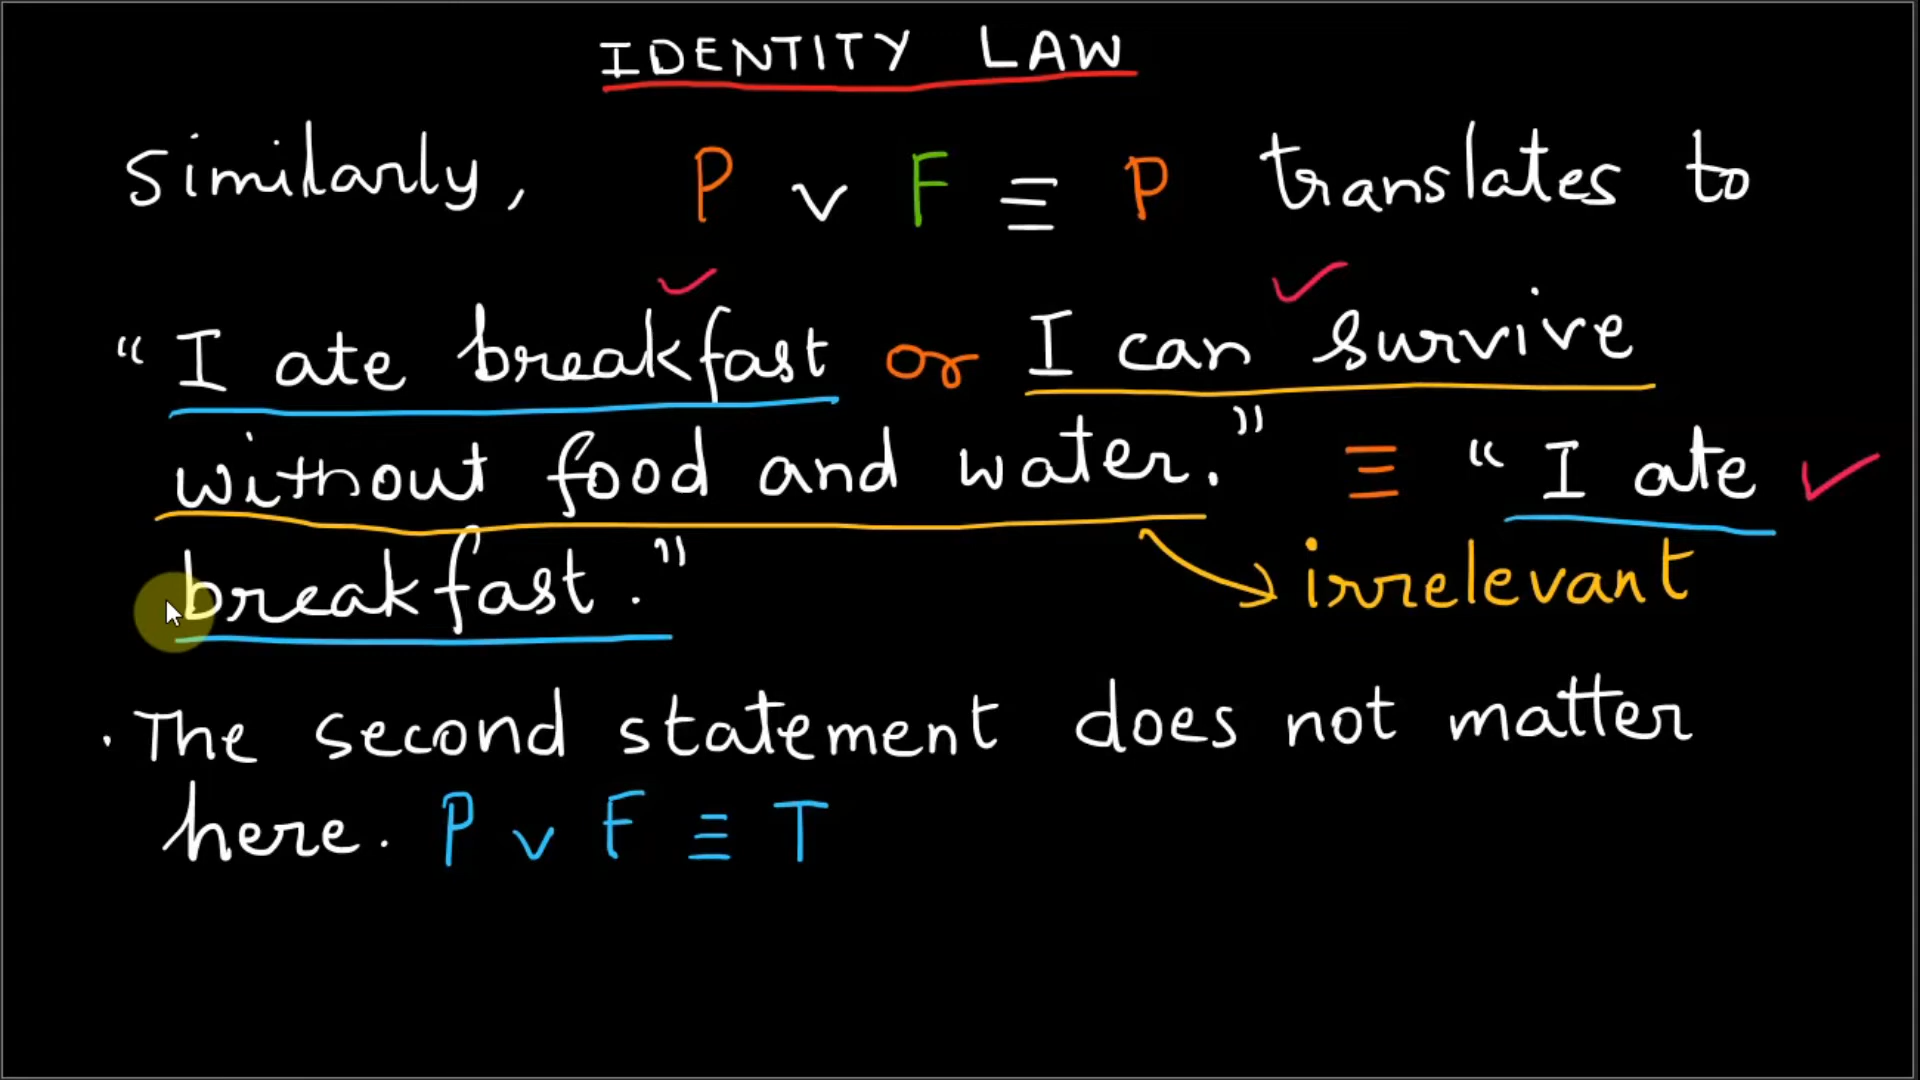 IDENTITY LAW
Similarly, P ∨ F ≡ P translates to
“I ate breakfast or I can survive
without food and water.” ≡ “I ate
breakfast.”
irrelevant
· The second statement does not matter
here. P ∨ F ≡ T